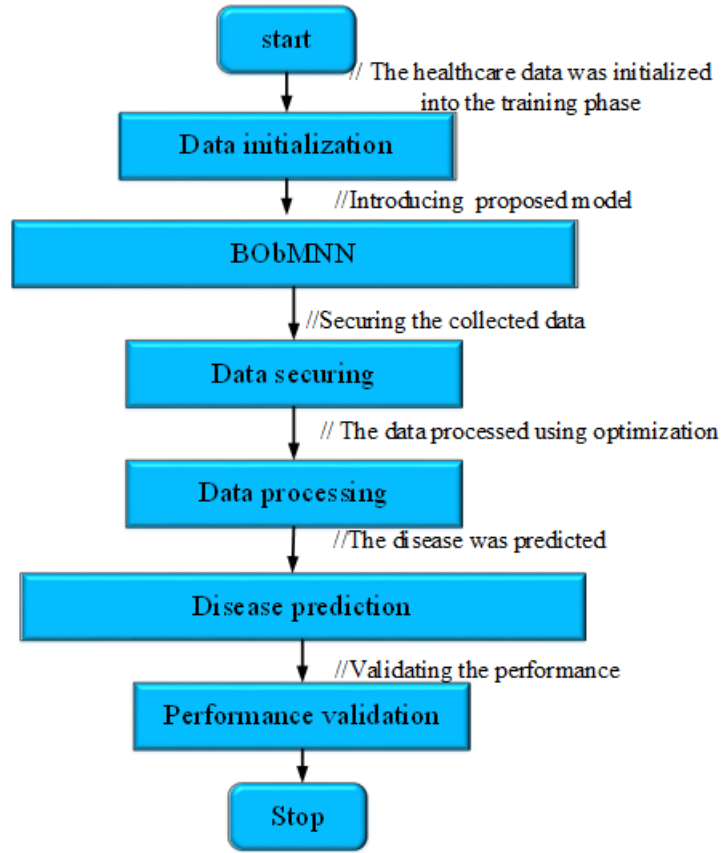 start
// The healthcare data was initialized
into the training phase
Data initialization
//Introducing proposed model
BObMNN
//Securing the collected data
Data securing
// The data processed using optimization
Data processing
//The disease was predicted
Disease prediction
//Validating the performance
Performance validation
Stop